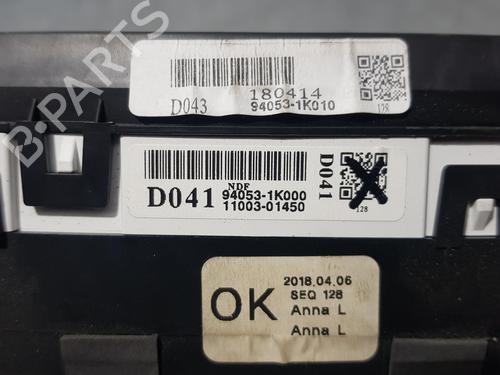 180414
D043 94053-1K010
128
D041 NDF 94053-1K000
11003-01450
D041
128
OK
2018.04.06
SEQ 128
Anna L
Anna L
B-PARTS